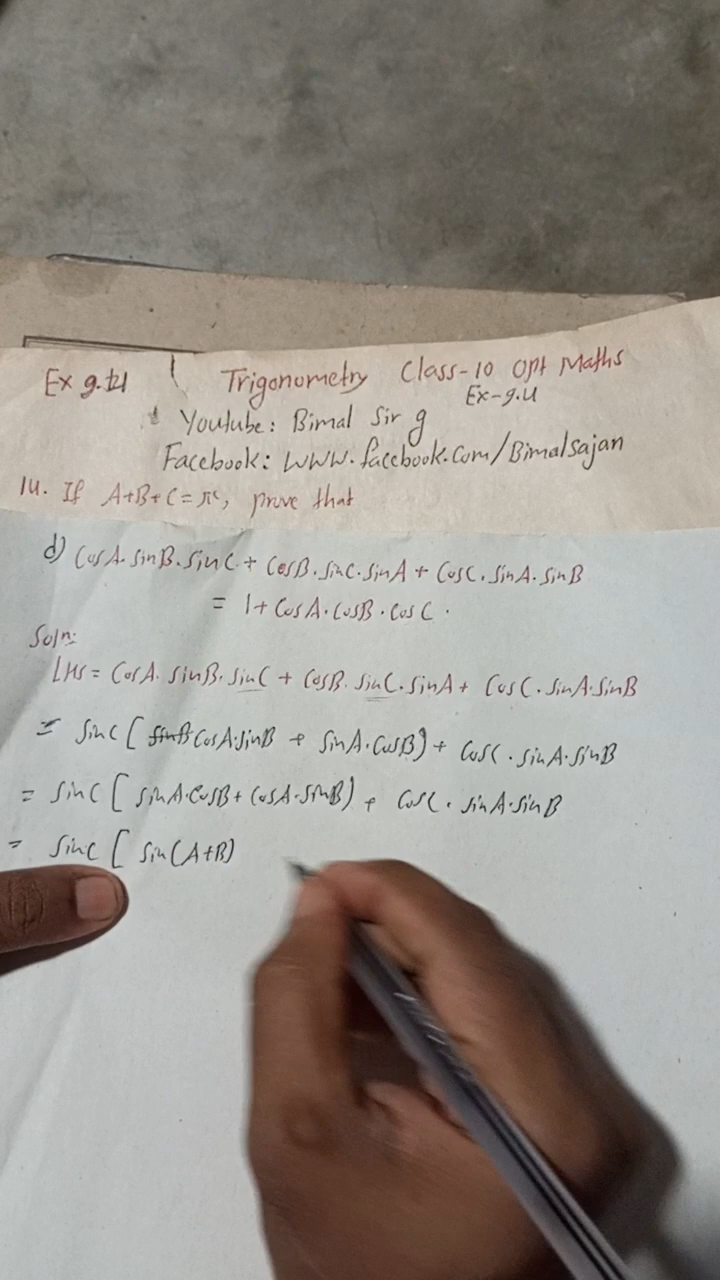 Ex 9.4 Trigonometry Class-10 Opt Maths
Ex-9.4
Youtube: Bimal Sir g
Facebook: WWW.facebook.Com/Bimalsajan
14. If A+B+C=πᶜ, prove that
d) CosA.SinB.SinC + CosB.SinC.SinA + CosC.SinA.SinB
= 1+CosA.CosB.CosC.
Soln:
LHS = CosA.SinB.SinC + CosB.SinC.SinA + CosC.SinA.SinB
= SinC [ CosA.SinB + SinA.CosB) + CosC.SinA.SinB
= SinC [ SinA.CosB + CosA.SinB) + CosC.SinA.SinB
= SinC [ Sin(A+B)